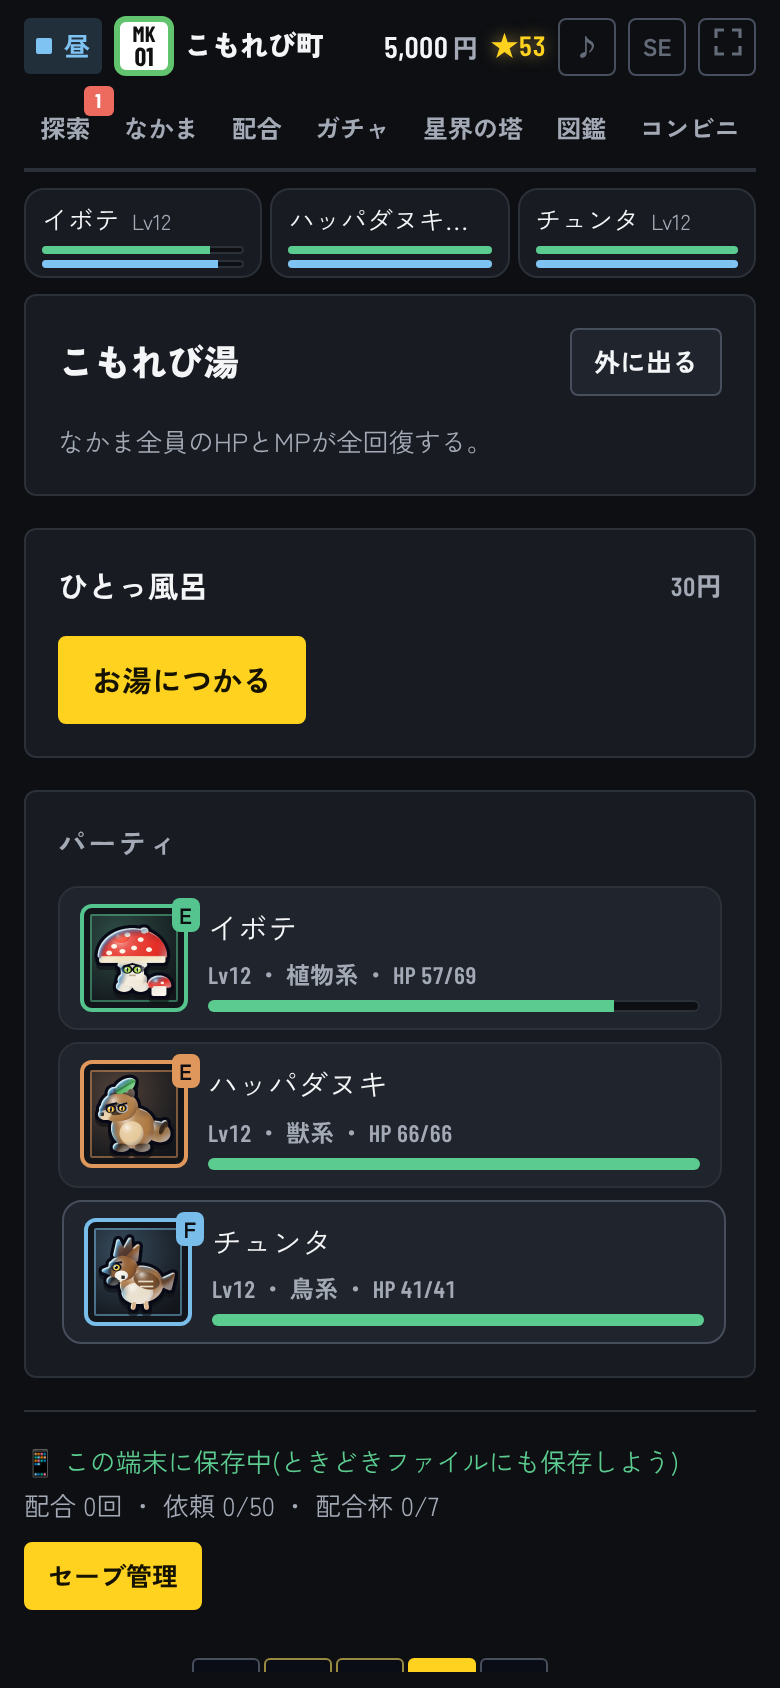 昼 MK 01 こもれび町 5,000 円 ★53 ♪ SE
1
探索 なかま 配合 ガチャ 星界の塔 図鑑 コンビニ
イボテ Lv12 ハッパダヌキ… チュンタ Lv12
こもれび湯 外に出る
なかま全員のHPとMPが全回復する。
ひとっ風呂 30円
お湯につかる
パーティ
E イボテ
Lv12 ・ 植物系 ・ HP 57/69
E ハッパダヌキ
Lv12 ・ 獣系 ・ HP 66/66
F チュンタ
Lv12 ・ 鳥系 ・ HP 41/41
この端末に保存中(ときどきファイルにも保存しよう)
配合 0回 ・ 依頼 0/50 ・ 配合杯 0/7
セーブ管理